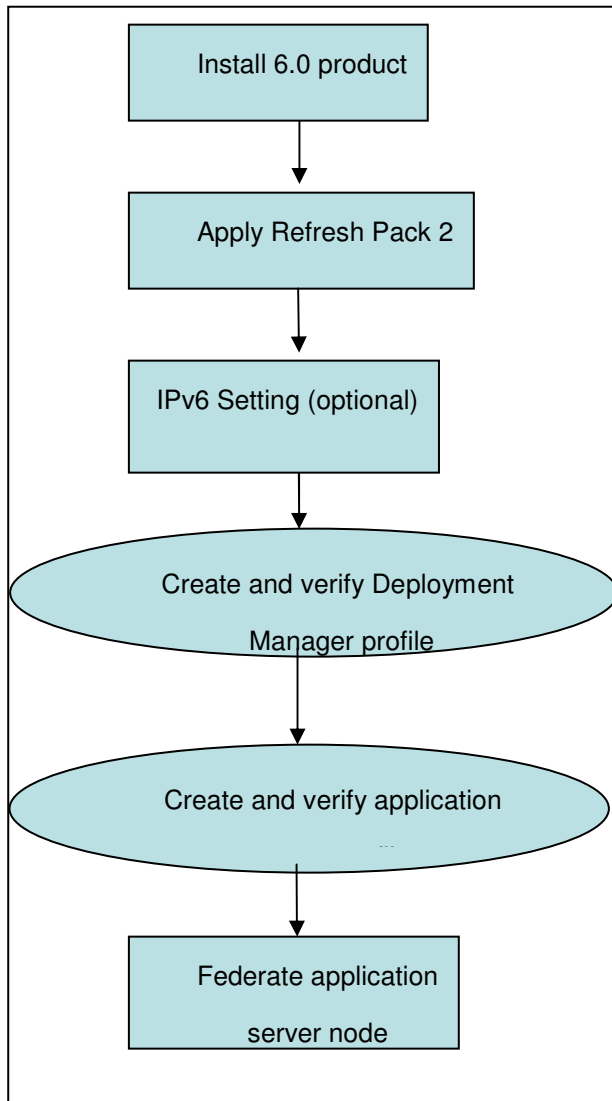 Install 6.0 product
Apply Refresh Pack 2
IPv6 Setting (optional)
Create and verify Deployment
Manager profile
Create and verify application
Federate application
server node